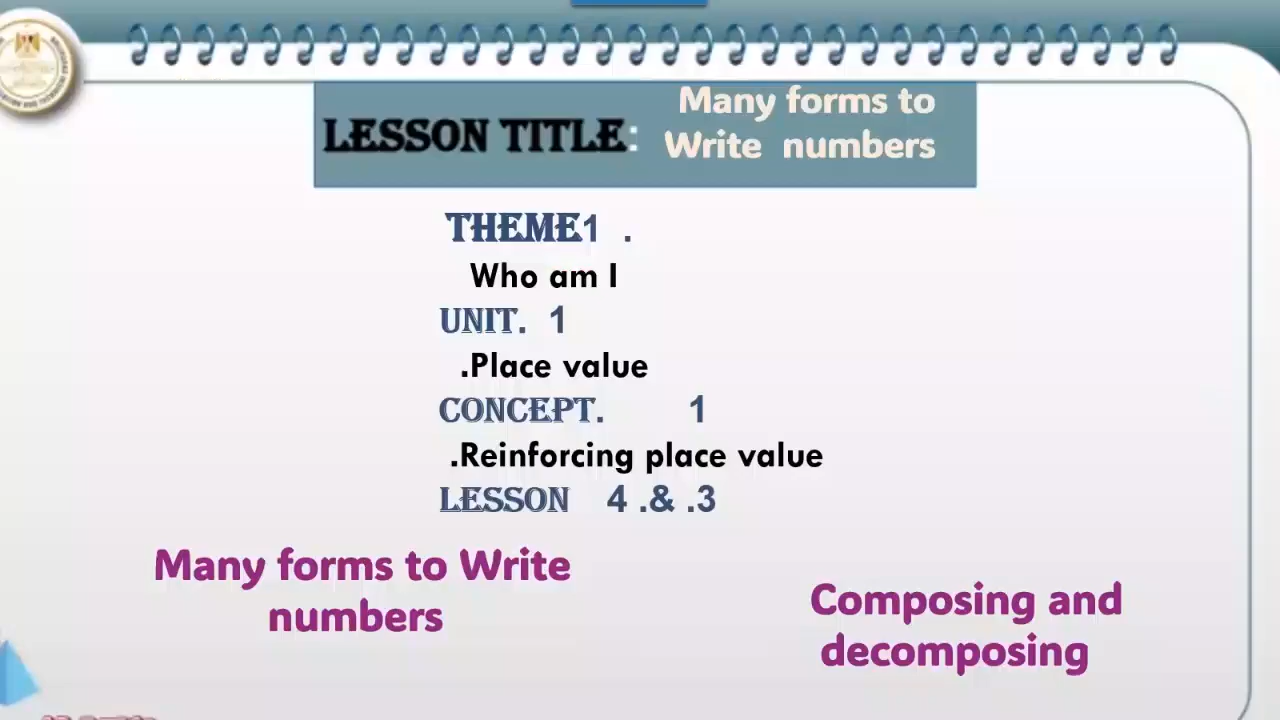 LESSON TITLE: Many forms to
Write numbers
THEME1 .
Who am I
UNIT. 1
.Place value
CONCEPT. 1
.Reinforcing place value
LESSON 4 .& .3
Many forms to Write
numbers
Composing and
decomposing